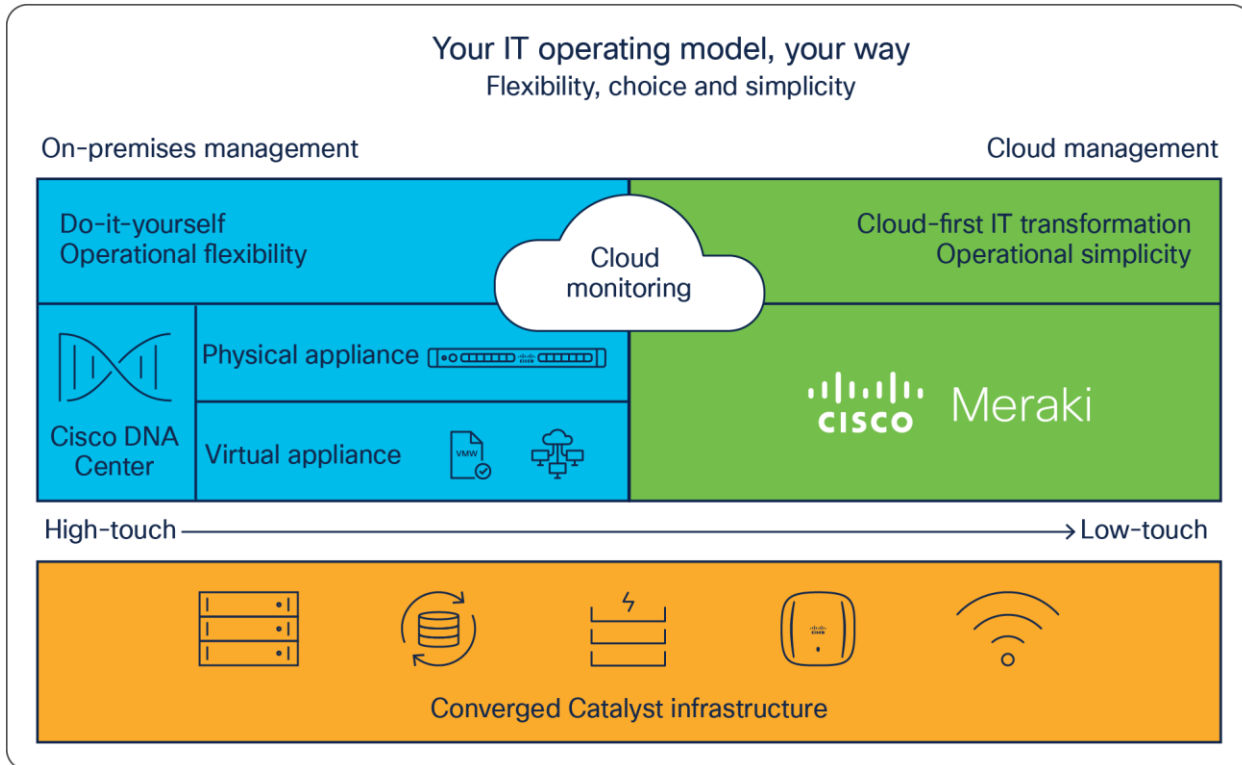 Your IT operating model, your way
Flexibility, choice and simplicity
On-premises management
Cloud management
Do-it-yourself
Operational flexibility
Cloud
monitoring
Cloud-first IT transformation
Operational simplicity
Cisco DNA
Center
Physical appliance
CISCO
Virtual appliance
VMW
CISCO Meraki
High-touch
Low-touch
CISCO
Converged Catalyst infrastructure